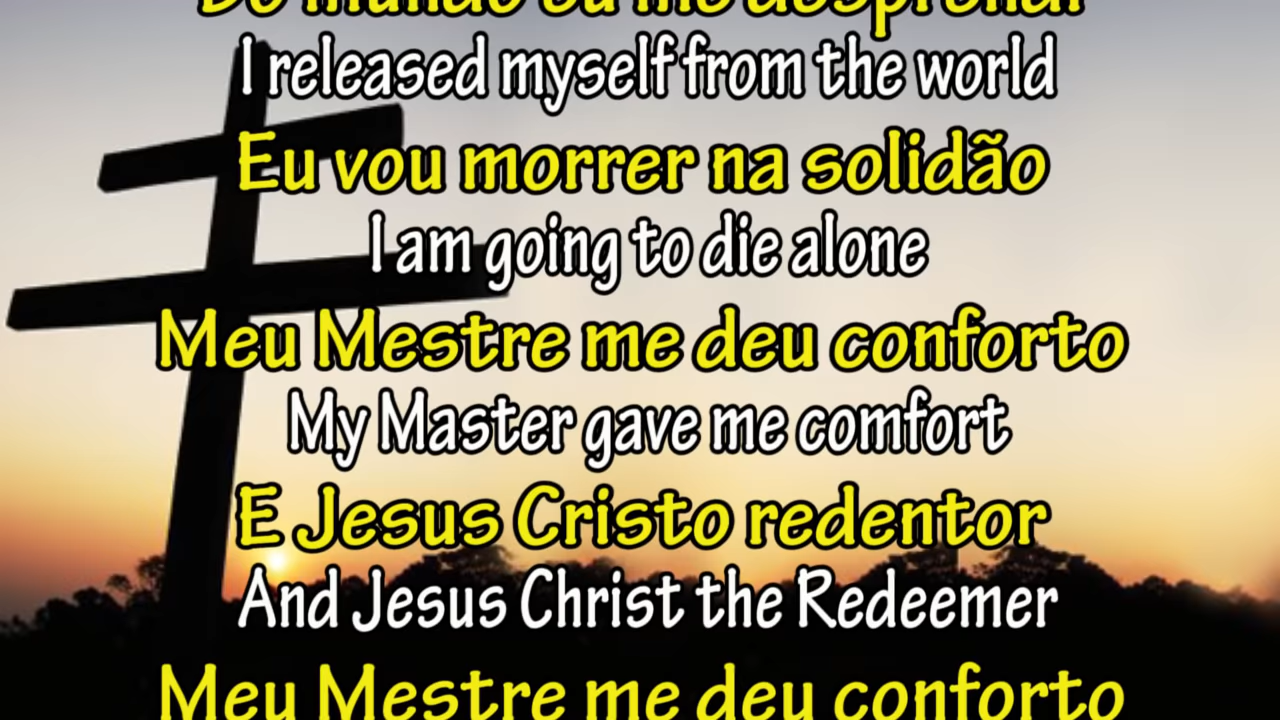 Do mundo eu me desprendi
I released myself from the world
Eu vou morrer na solidão
I am going to die alone
Meu Mestre me deu conforto
My Master gave me comfort
E Jesus Cristo redentor
And Jesus Christ the Redeemer
Meu Mestre me deu conforto